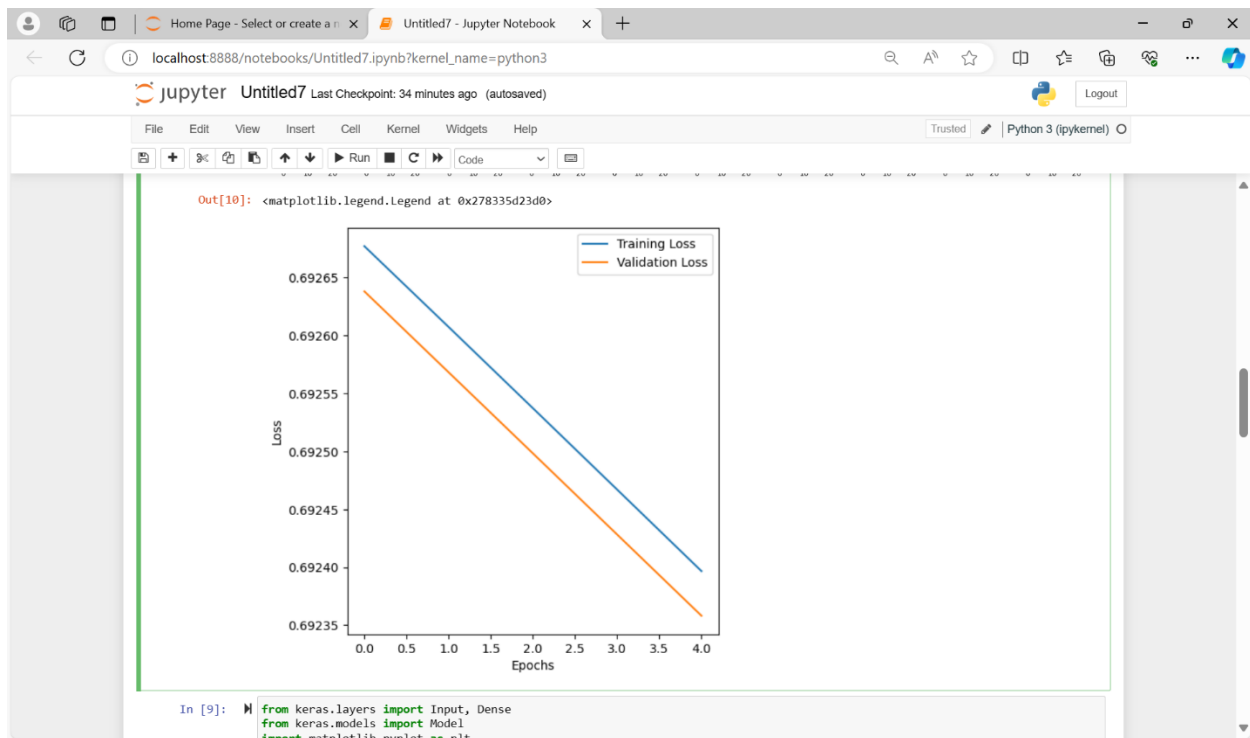 Home Page - Select or create a n
Untitled7 - Jupyter Notebook
localhost:8888/notebooks/Untitled7.ipynb?kernel_name=python3
jupyter Untitled7 Last Checkpoint: 34 minutes ago (autosaved)
Logout
File Edit View Insert Cell Kernel Widgets Help
Trusted Python 3 (ipykernel)
Run Code
Out[10]: <matplotlib.legend.Legend at 0x278335d23d0>
Training Loss
Validation Loss
0.69265
0.69260
0.69255
0.69250
0.69245
0.69240
0.69235
Loss
0.0 0.5 1.0 1.5 2.0 2.5 3.0 3.5 4.0
Epochs
In [9]: from keras.layers import Input, Dense
from keras.models import Model
import matplotlib.pyplot as plt